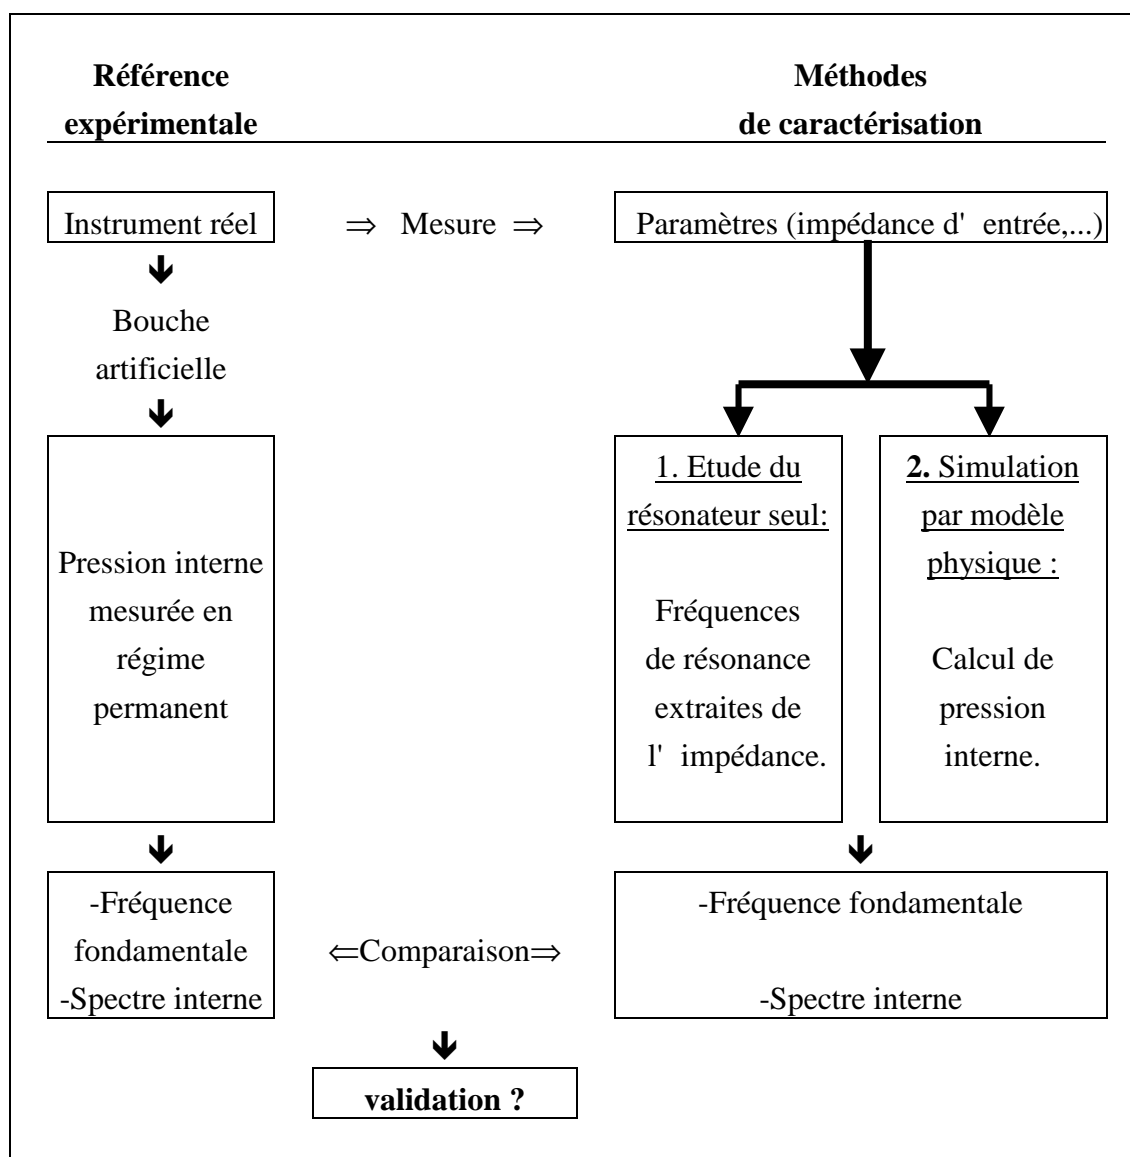 Référence
expérimentale
Méthodes
de caractérisation
Instrument réel
⇒ Mesure ⇒
Paramètres (impédance d' entrée,...)
Bouche
artificielle
Pression interne
mesurée en
régime
permanent
1. Etude du
résonateur seul:
Fréquences
de résonance
extraites de
l' impédance.
2. Simulation
par modèle
physique :
Calcul de
pression
interne.
-Fréquence
fondamentale
-Spectre interne
⇐Comparaison⇒
-Fréquence fondamentale
-Spectre interne
validation ?